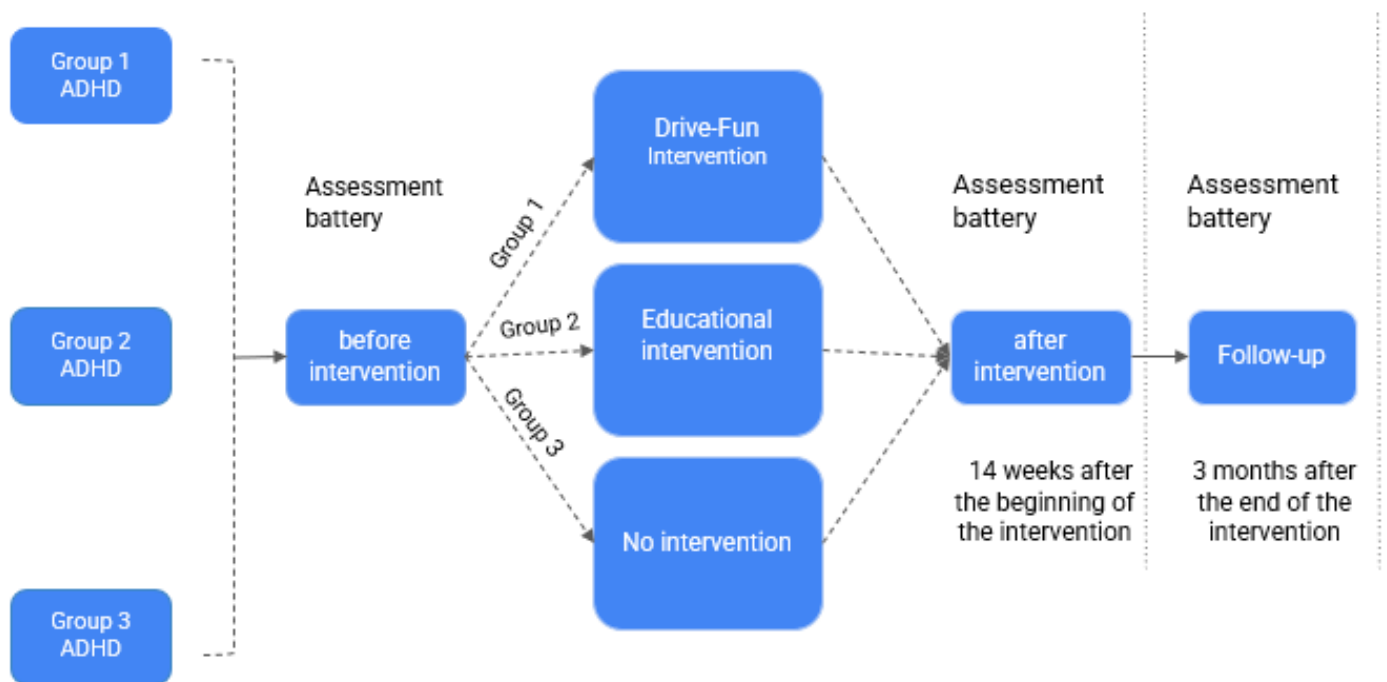 Group 1
ADHD
Group 2
ADHD
Group 3
ADHD
Assessment
battery
before
intervention
Group 1
Group 2
Group 3
Drive-Fun
Intervention
Educational
intervention
No intervention
Assessment
battery
after
intervention
14 weeks after
the beginning of
the intervention
Assessment
battery
Follow-up
3 months after
the end of the
intervention